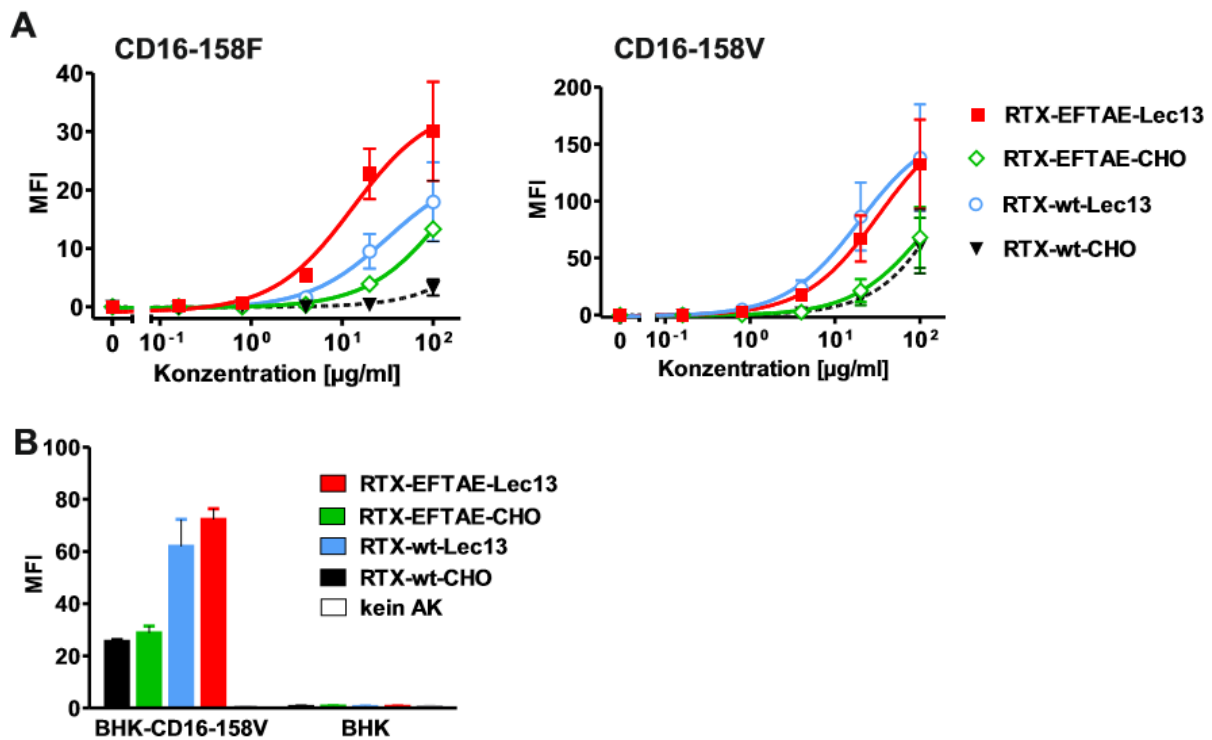 A
CD16-158F
CD16-158V
40
30
20
10
0
MFI
0 10⁻¹ 10⁰ 10¹ 10²
Konzentration [µg/ml]
200
150
100
50
0
MFI
0 10⁻¹ 10⁰ 10¹ 10²
Konzentration [µg/ml]
RTX-EFTAE-Lec13
RTX-EFTAE-CHO
RTX-wt-Lec13
RTX-wt-CHO
B
100
80
60
40
20
0
MFI
RTX-EFTAE-Lec13
RTX-EFTAE-CHO
RTX-wt-Lec13
RTX-wt-CHO
kein AK
BHK-CD16-158V BHK